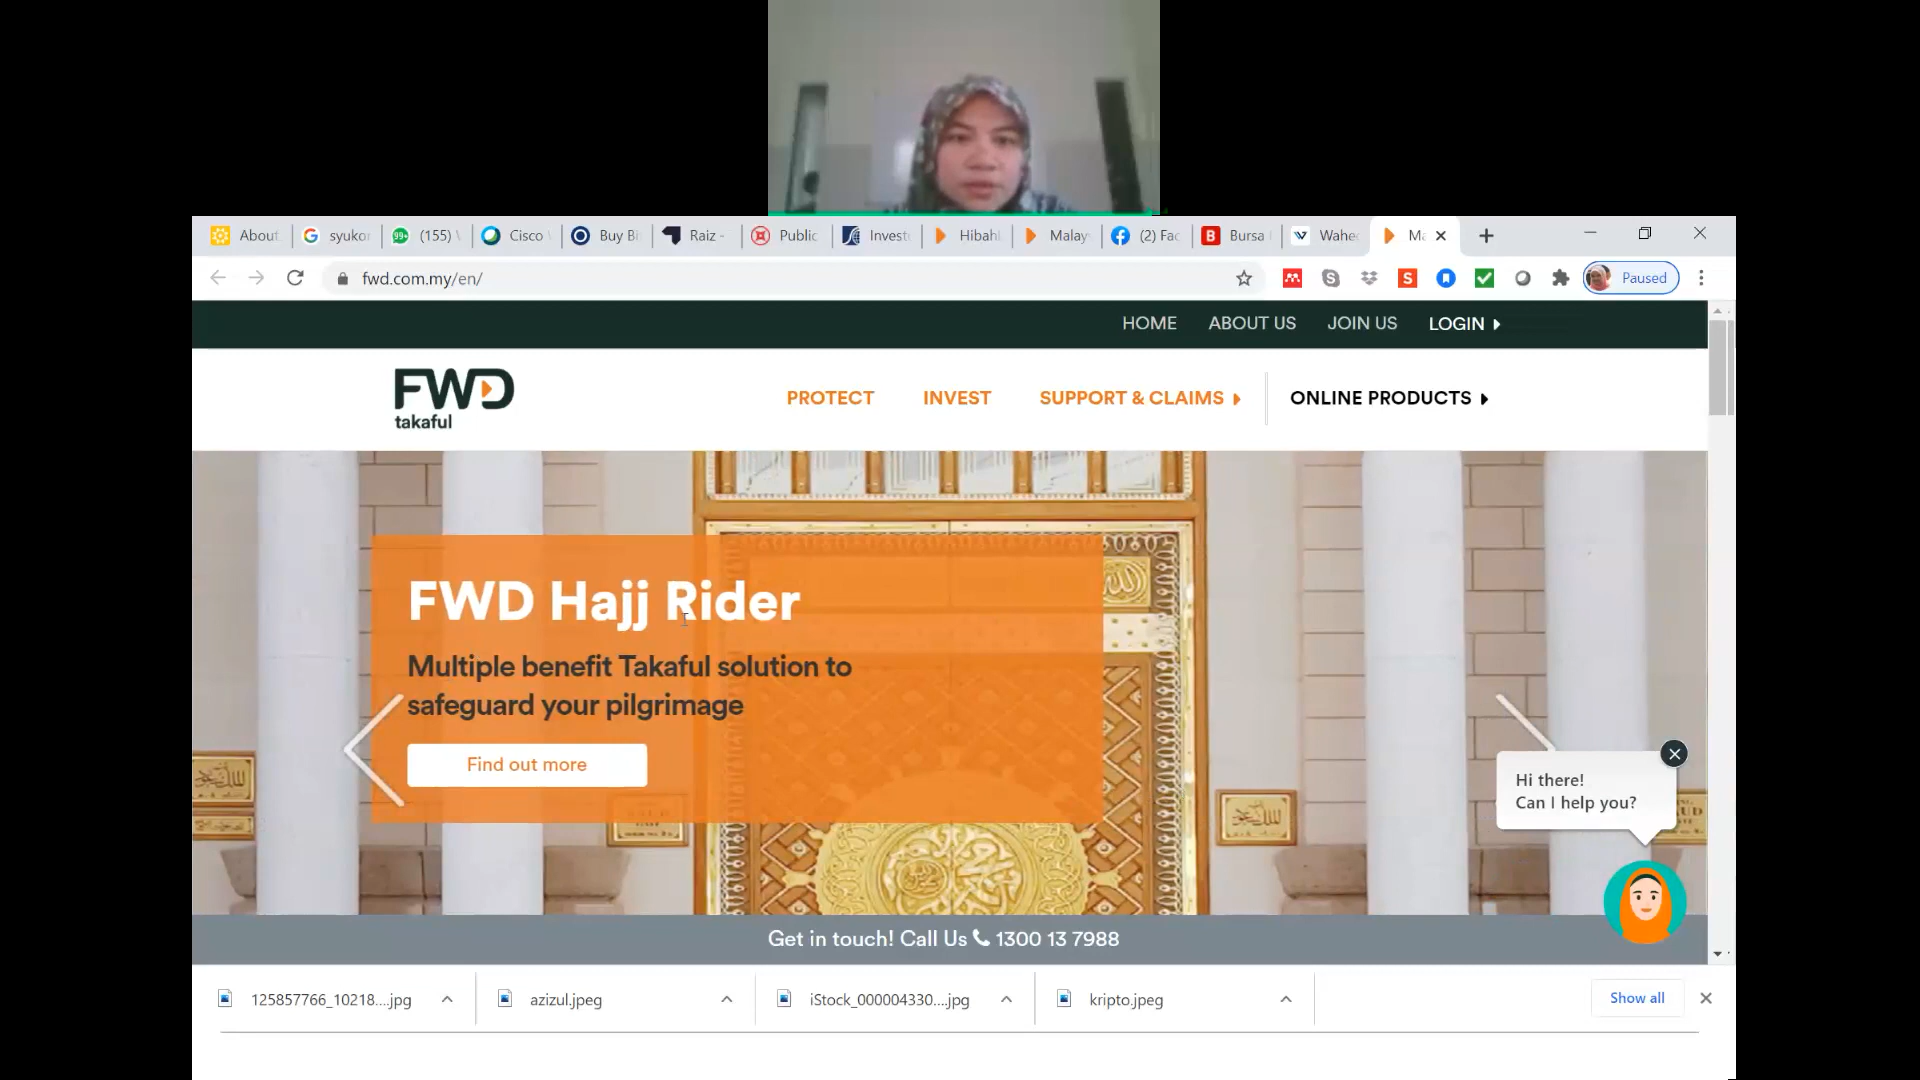 About
syukor
99+
(155)
Cisco
Buy Bi
Raiz -
Public
Invest
Hibah
Malay
(2) Fac
Bursa
Wahe
Ma
fwd.com.my/en/
Paused
HOME
ABOUT US
JOIN US
LOGIN
FWD
takaful
PROTECT
INVEST
SUPPORT & CLAIMS
ONLINE PRODUCTS
FWD Hajj Rider
Multiple benefit Takaful solution to
safeguard your pilgrimage
Find out more
Hi there!
Can I help you?
Get in touch! Call Us 1300 13 7988
125857766_10218....jpg
azizul.jpeg
iStock_000004330....jpg
kripto.jpeg
Show all